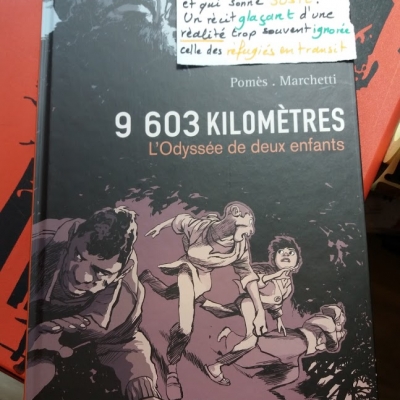 et qui sonne
Un récit glaçant d'une
réalité trop souvent ignorée
celle des réfugiés en transit
Pomès . Marchetti
9 603 KILOMÈTRES
L'Odyssée de deux enfants